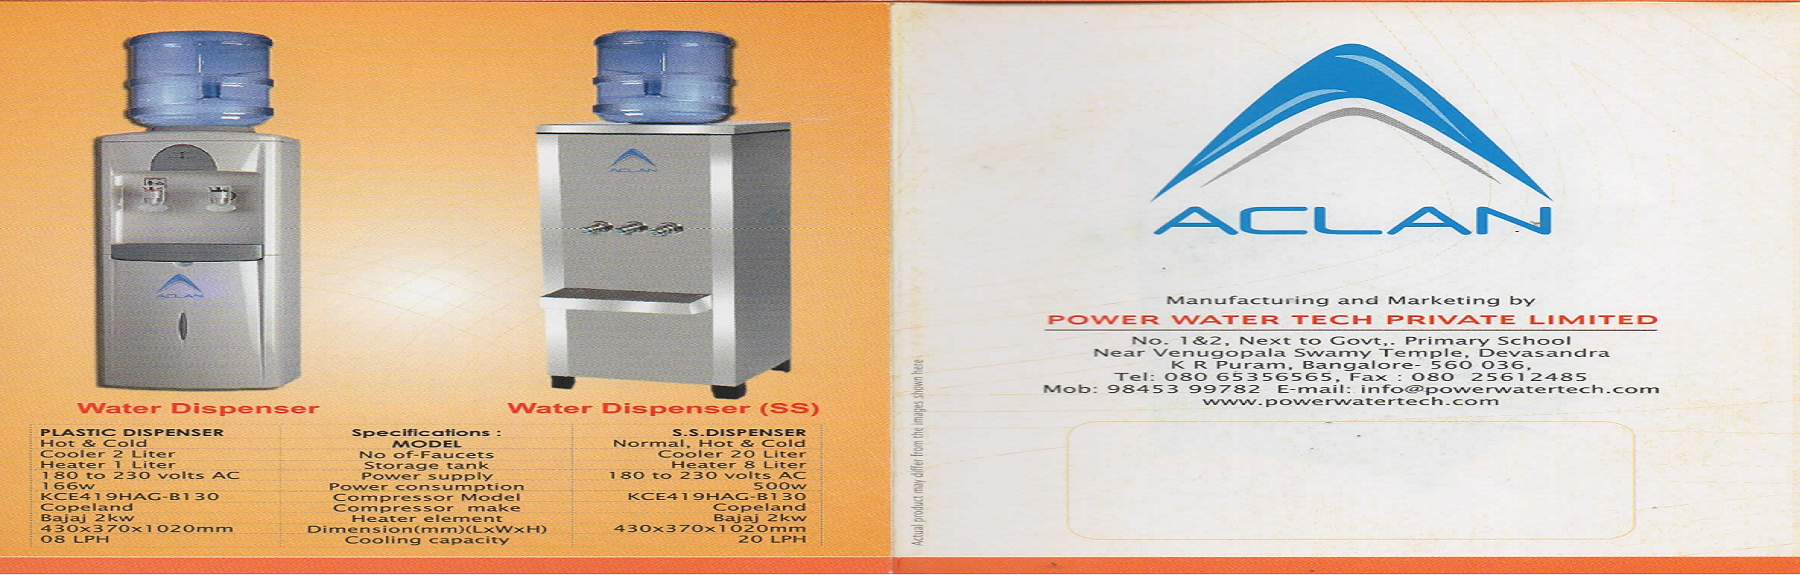 ACLAN
ACLAN
Water Dispenser
Water Dispenser (SS)
PLASTIC DISPENSER Specifications : S.S.DISPENSER
Hot & Cold MODEL Normal, Hot & Cold
Cooler 2 Liter No of-Faucets Cooler 20 Liter
Heater 1 Liter Storage tank Heater 8 Liter
180 to 230 volts AC Power supply 180 to 230 volts AC
166w Power consumption 500w
KCE419HAG-B130 Compressor Model KCE419HAG-B130
Copeland Compressor make Copeland
Bajaj 2kw Heater element Bajaj 2kw
430x370x1020mm Dimension(mm)(LxWxH) 430x370x1020mm
08 LPH Cooling capacity 20 LPH
Actual product may differ from the images shown here
ACLAN
Manufacturing and Marketing by
POWER WATER TECH PRIVATE LIMITED
No. 1&2, Next to Govt,. Primary School
Near Venugopala Swamy Temple, Devasandra
K R Puram, Bangalore- 560 036,
Tel: 080 65356565, Fax : 080 25612485
Mob: 98453 99782 E-mail: info@powerwatertech.com
www.powerwatertech.com